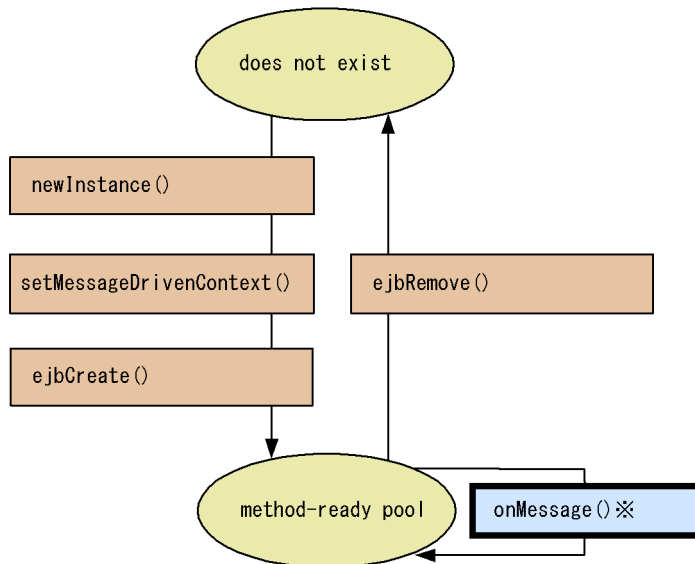 does not exist
newInstance()
setMessageDrivenContext()
ejbRemove()
ejbCreate()
method-ready pool
onMessage()※